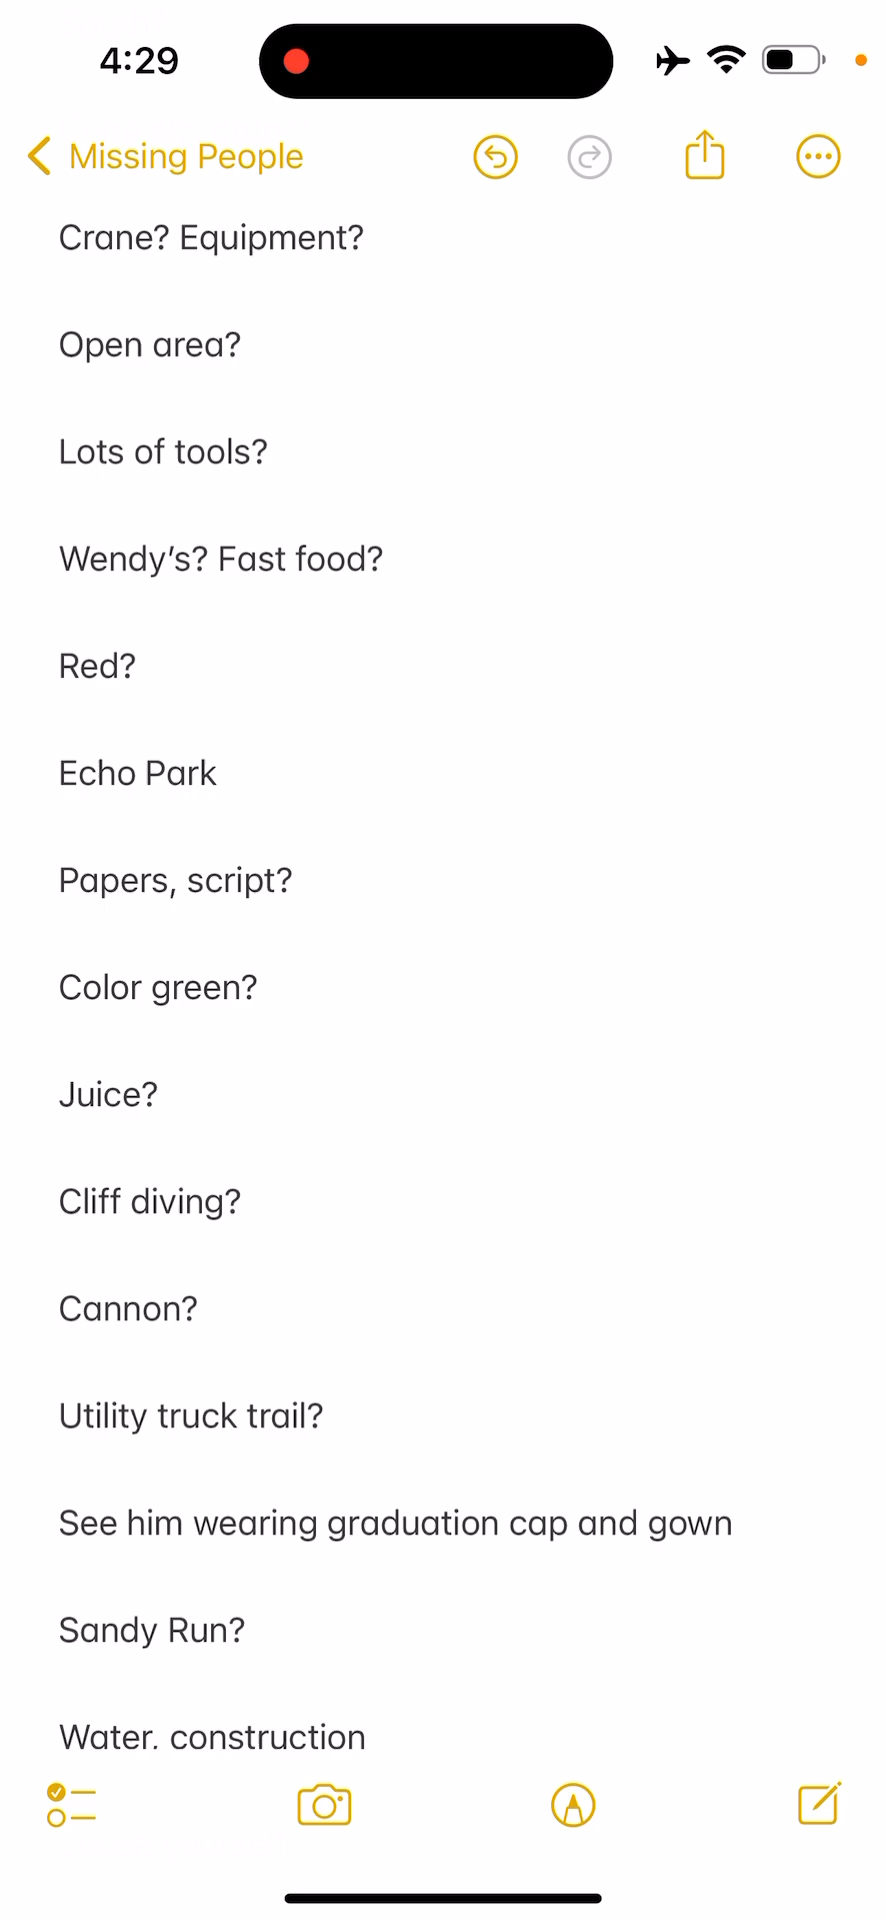 4:29
Missing People
Crane? Equipment?
Open area?
Lots of tools?
Wendy's? Fast food?
Red?
Echo Park
Papers, script?
Color green?
Juice?
Cliff diving?
Cannon?
Utility truck trail?
See him wearing graduation cap and gown
Sandy Run?
Water. construction